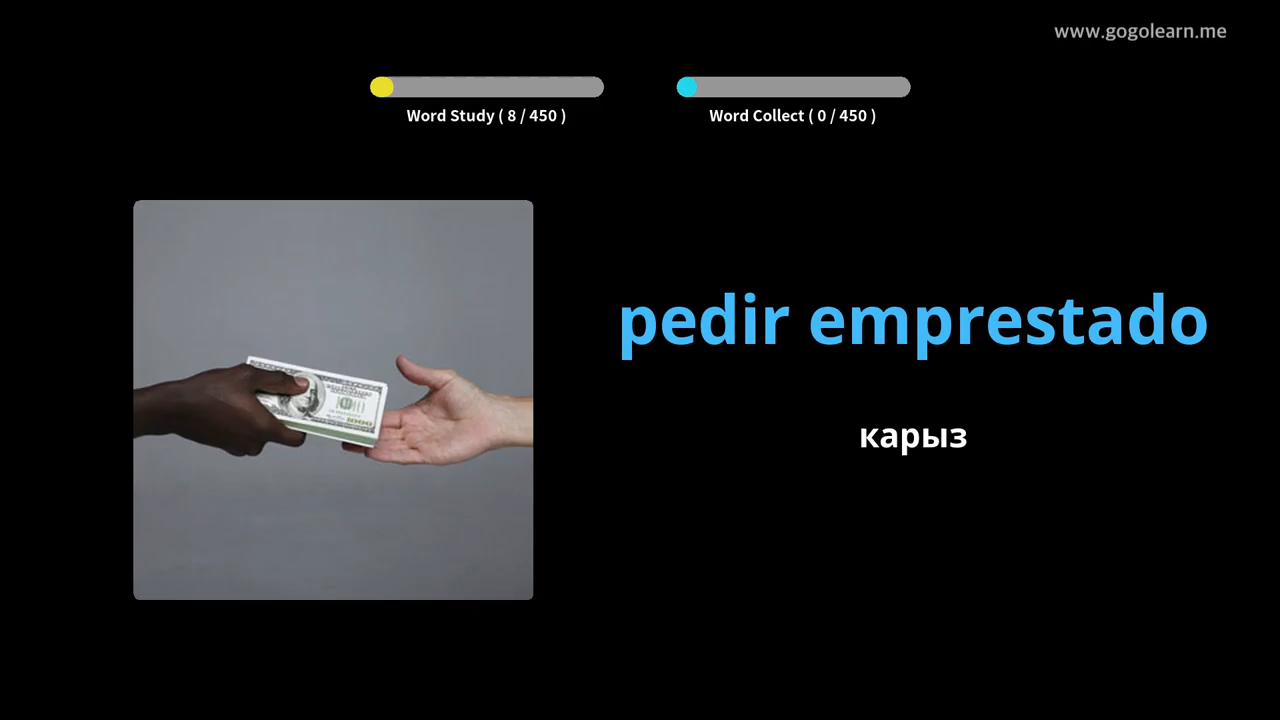 www.gogolearn.me
Word Study ( 8 / 450 )
Word Collect ( 0 / 450 )
pedir emprestado
карыз